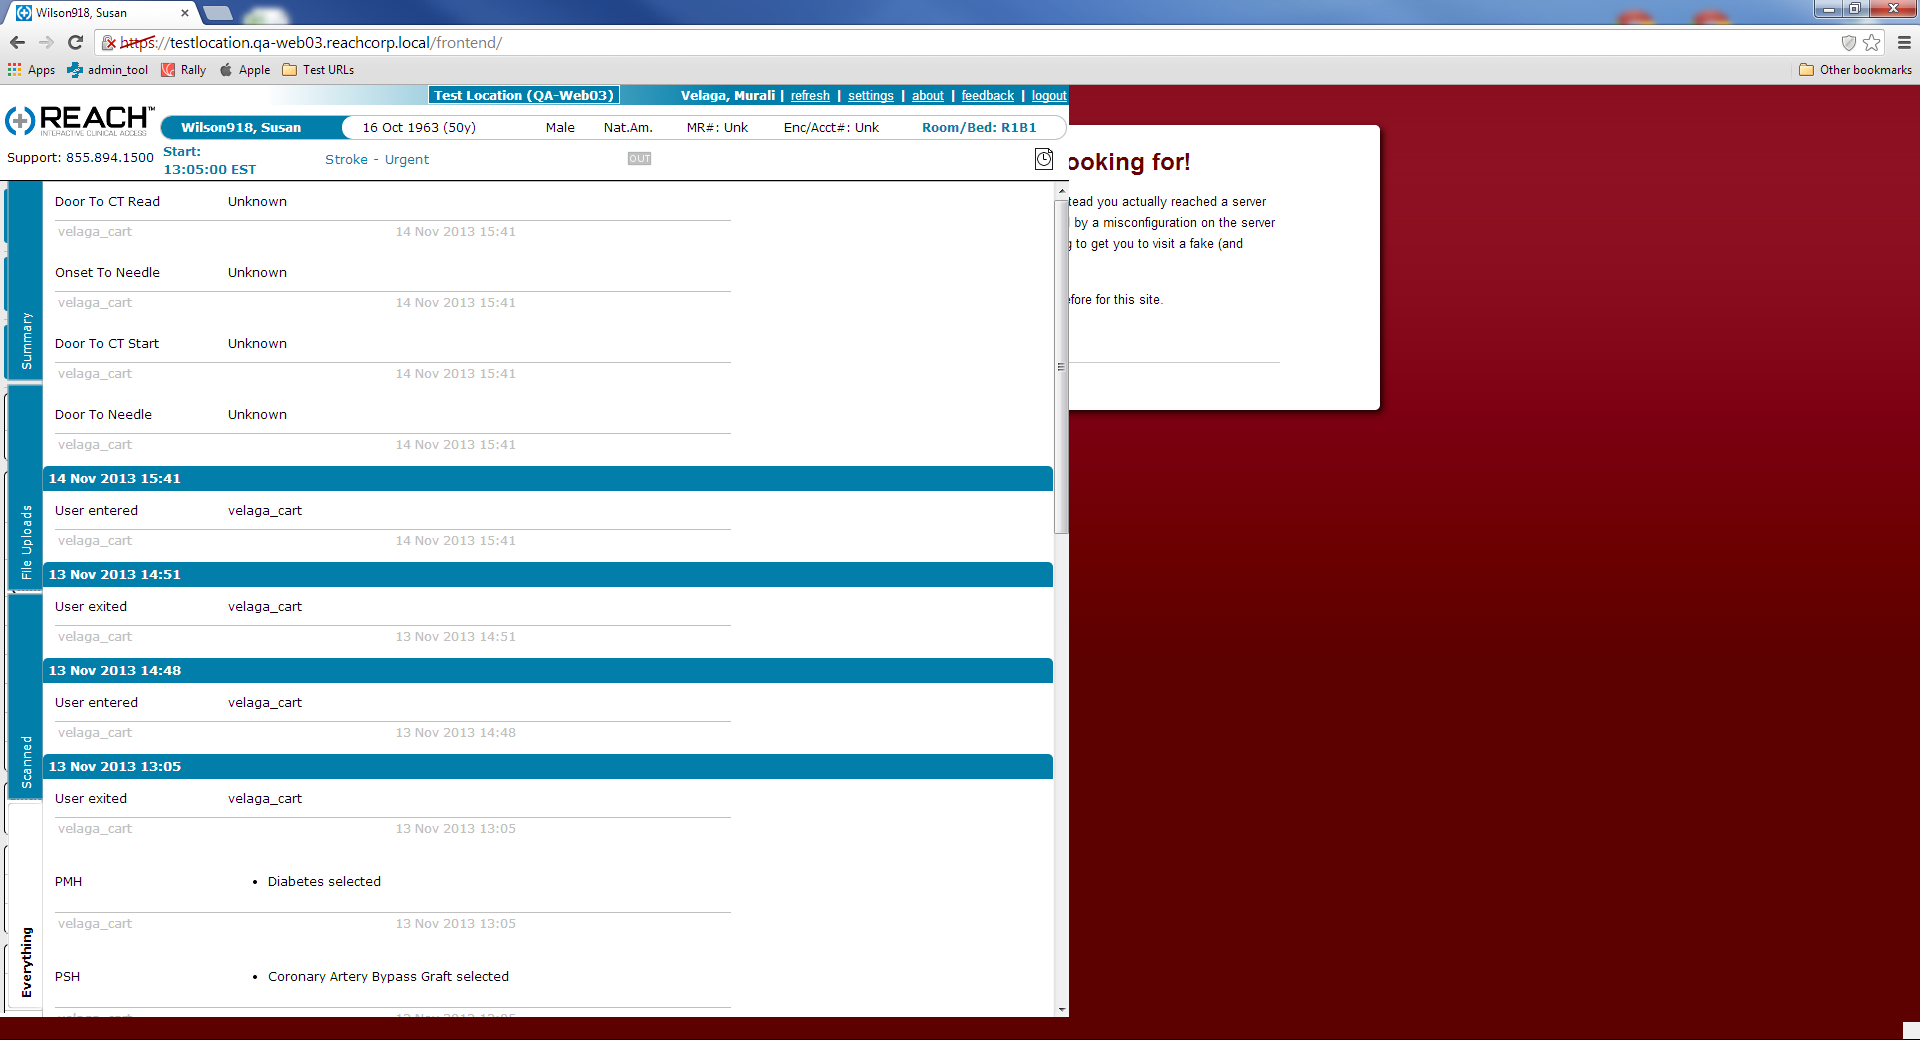 Wilson918, Susan
https://testlocation.qa-web03.reachcorp.local/frontend/
Apps admin_tool Rally Apple Test URLs Other bookmarks
Test Location (QA-Web03) Velaga, Murali | refresh | settings | about | feedback | logout
REACH™
INTERACTIVE CLINICAL ACCESS
Wilson918, Susan 16 Oct 1963 (50y) Male Nat.Am. MR#: Unk Enc/Acct#: Unk Room/Bed: R1B1
Support: 855.894.1500 Start:
13:05:00 EST
Stroke - Urgent OUT
ooking for!
tead you actually reached a server
by a misconfiguration on the server
g to get you to visit a fake (and
efore for this site.
Summary
File Uploads
Scanned
Everything
Door To CT Read Unknown
velaga_cart 14 Nov 2013 15:41
Onset To Needle Unknown
velaga_cart 14 Nov 2013 15:41
Door To CT Start Unknown
velaga_cart 14 Nov 2013 15:41
Door To Needle Unknown
velaga_cart 14 Nov 2013 15:41
14 Nov 2013 15:41
User entered velaga_cart
velaga_cart 14 Nov 2013 15:41
13 Nov 2013 14:51
User exited velaga_cart
velaga_cart 13 Nov 2013 14:51
13 Nov 2013 14:48
User entered velaga_cart
velaga_cart 13 Nov 2013 14:48
13 Nov 2013 13:05
User exited velaga_cart
velaga_cart 13 Nov 2013 13:05
PMH • Diabetes selected
velaga_cart 13 Nov 2013 13:05
PSH • Coronary Artery Bypass Graft selected
velaga_cart 13 Nov 2013 13:05